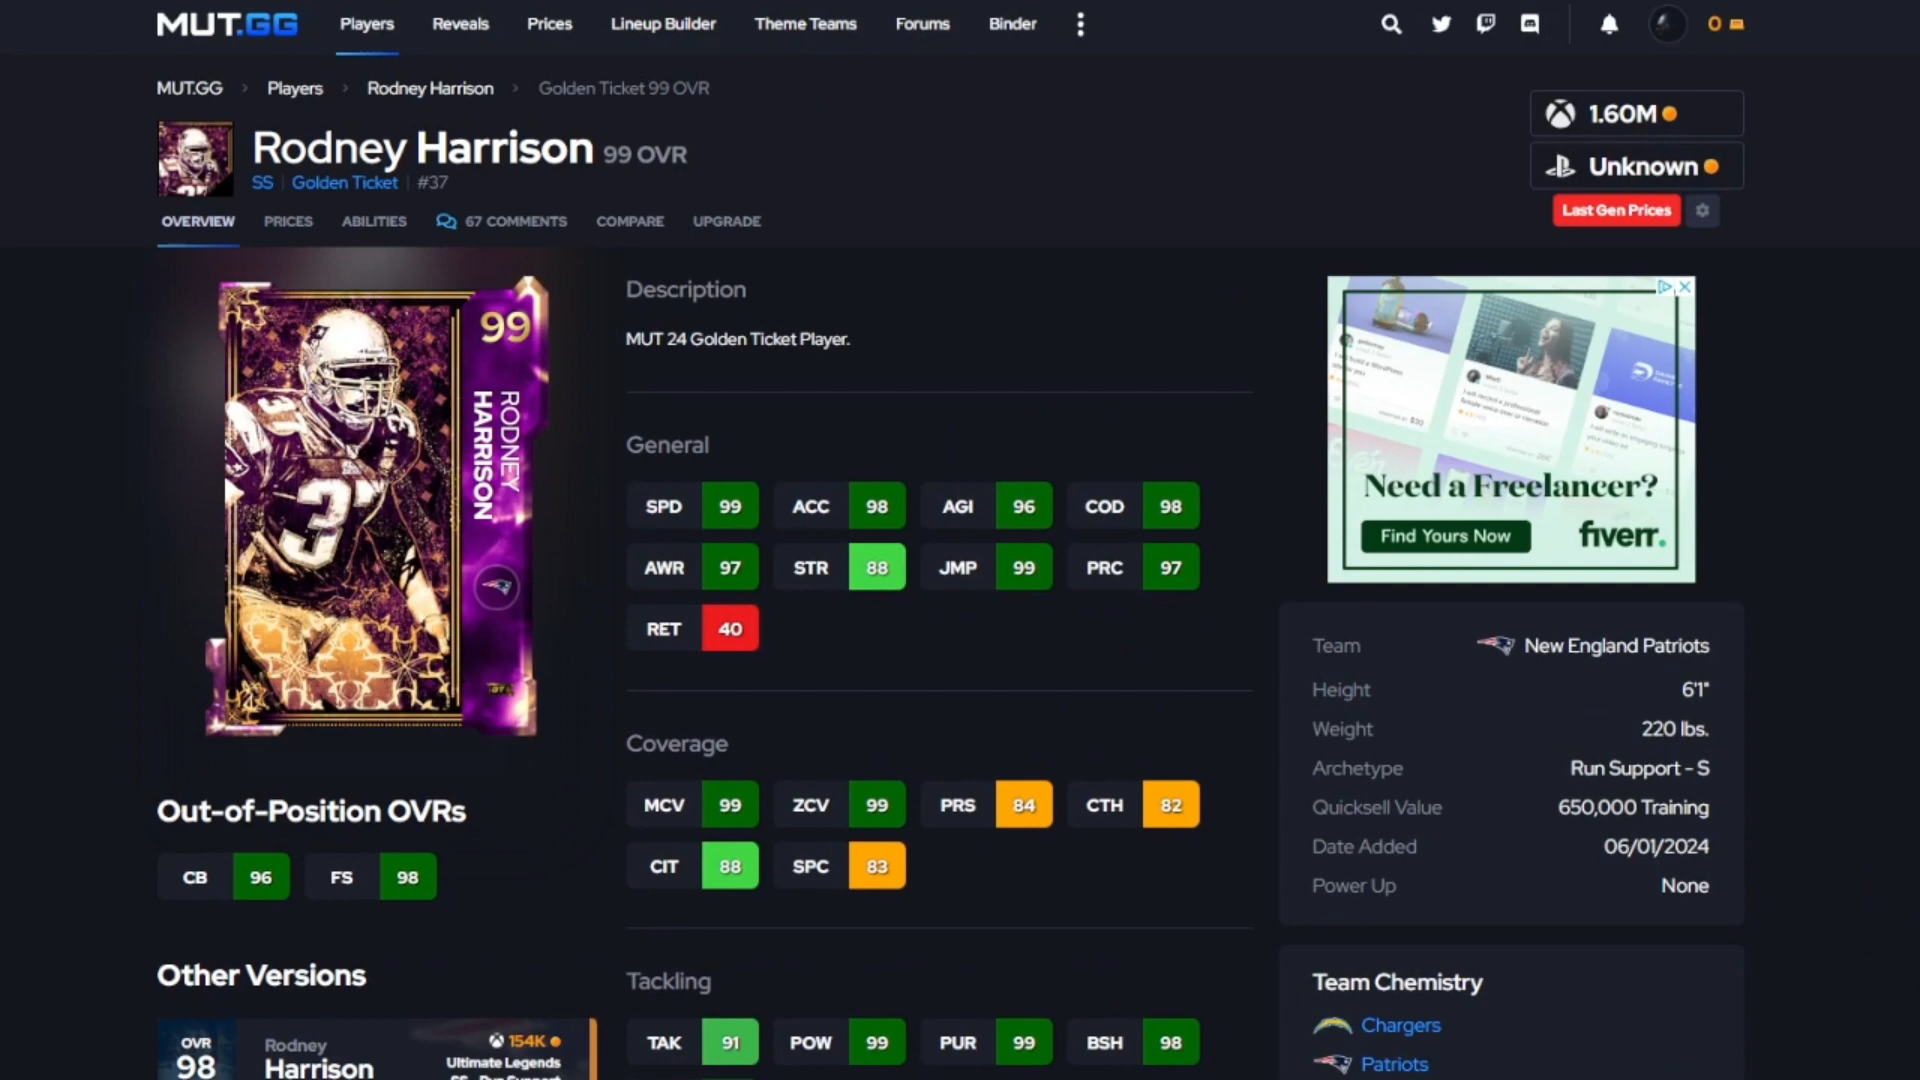 MUT.GG Players Reveals Prices Lineup Builder Theme Teams Forums Binder 0
MUT.GG > Players > Rodney Harrison > Golden Ticket 99 OVR
Rodney Harrison 99 OVR
SS | Golden Ticket | #37
1.60M
Unknown
Last Gen Prices
OVERVIEW PRICES ABILITIES 67 COMMENTS COMPARE UPGRADE
99
RODNEY
HARRISON
37
Out-of-Position OVRs
CB 96 FS 98
Other Versions
OVR
98
Rodney
Harrison
154K
Ultimate Legends
Description
MUT 24 Golden Ticket Player.
General
SPD 99 ACC 98 AGI 96 COD 98
AWR 97 STR 88 JMP 99 PRC 97
RET 40
Coverage
MCV 99 ZCV 99 PRS 84 CTH 82
CIT 88 SPC 83
Tackling
TAK 91 POW 99 PUR 99 BSH 98
Need a Freelancer?
Find Yours Now fiverr.
Team New England Patriots
Height 6'1"
Weight 220 lbs.
Archetype Run Support - S
Quicksell Value 650,000 Training
Date Added 06/01/2024
Power Up None
Team Chemistry
Chargers
Patriots